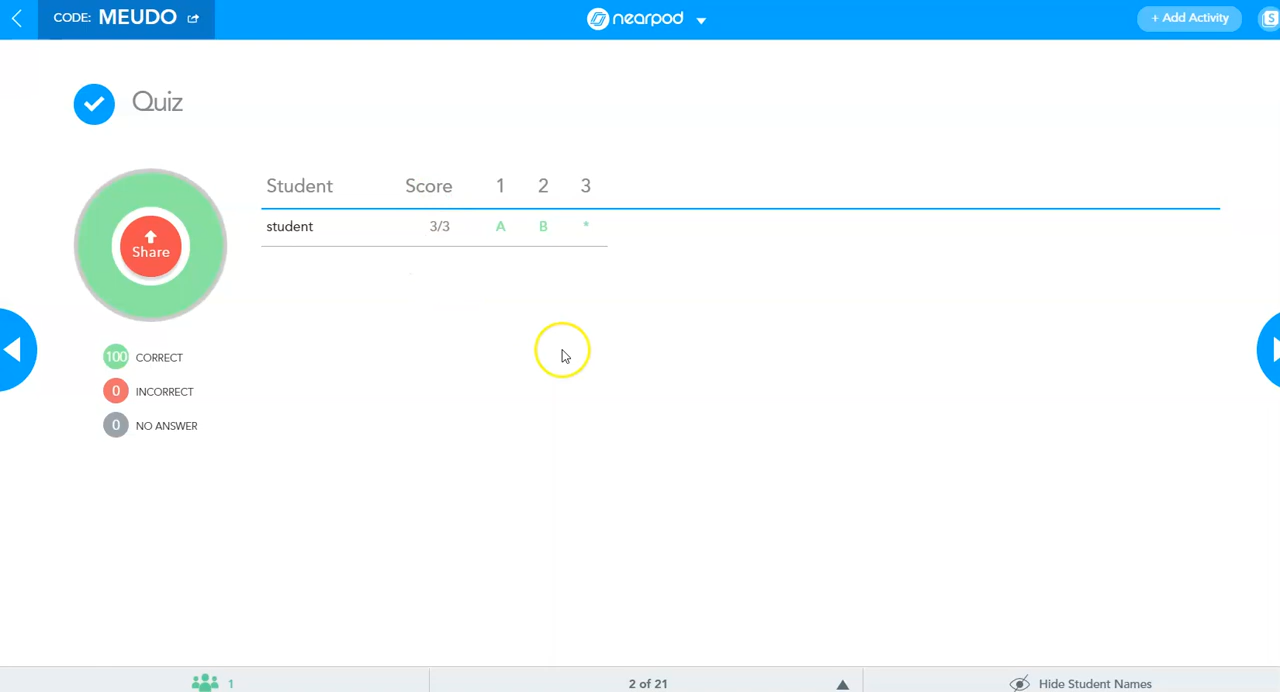 CODE: MEUDO
nearpod
+ Add Activity
S
Quiz
Student Score 1 2 3
student 3/3 A B *
Share
100 CORRECT
0 INCORRECT
0 NO ANSWER
1
2 of 21
Hide Student Names